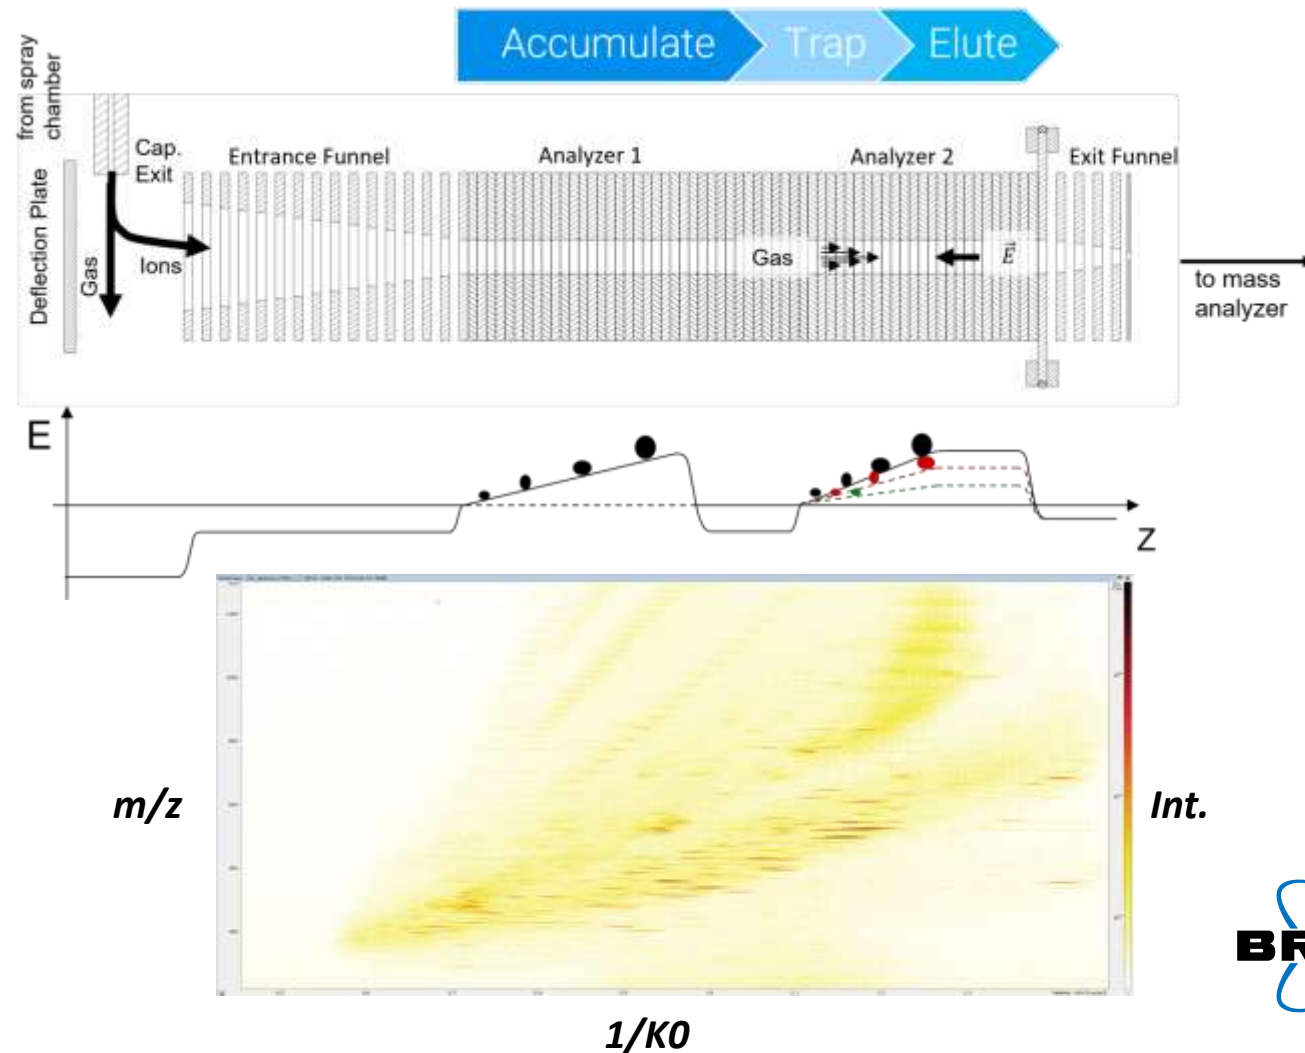 Accumulate Trap Elute
from spray
chamber
Cap.
Exit
Entrance Funnel
Analyzer 1
Analyzer 2
Exit Funnel
Deflection Plate
Gas
Ions
Gas
E
to mass
analyzer
E
Z
m/z
Int.
1/K0
BR